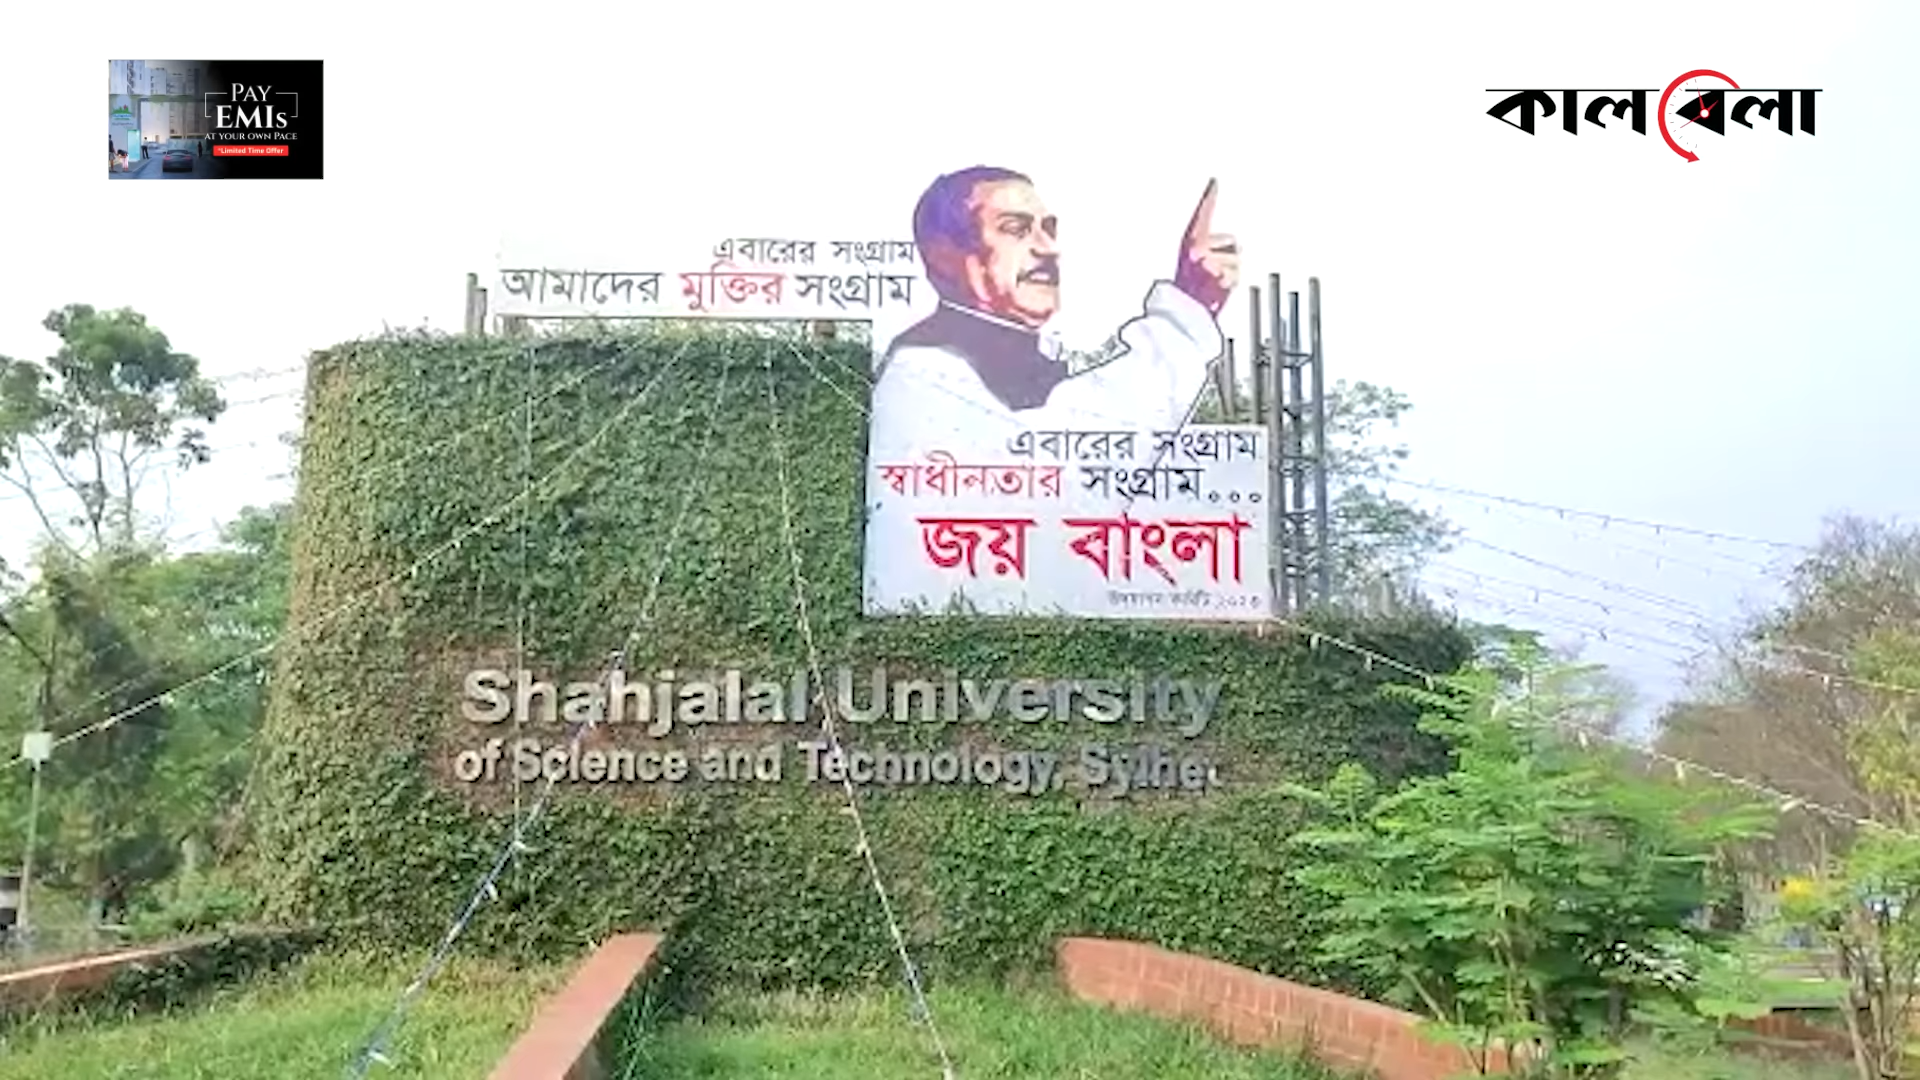 PAY
EMIs
AT YOUR OWN PACE
*Limited Time Offer
কালবেলা
এবারের সংগ্রাম
আমাদের মুক্তির সংগ্রাম
এবারের সংগ্রাম
স্বাধীনতার সংগ্রাম...
জয় বাংলা
Shahjalal University
of Science and Technology, Sylhet